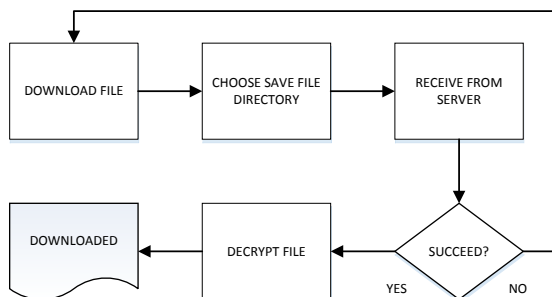 DOWNLOAD FILE
CHOOSE SAVE FILE
DIRECTORY
RECEIVE FROM
SERVER
DOWNLOADED
DECRYPT FILE
SUCCEED?
YES
NO